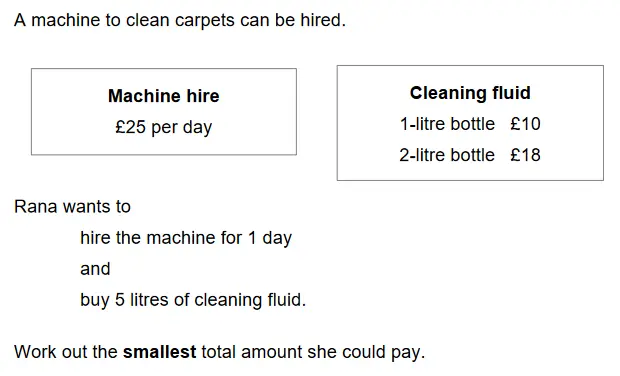 A machine to clean carpets can be hired.
Machine hire
£25 per day
Cleaning fluid
1-litre bottle £10
2-litre bottle £18
Rana wants to
hire the machine for 1 day
and
buy 5 litres of cleaning fluid.
Work out the smallest total amount she could pay.